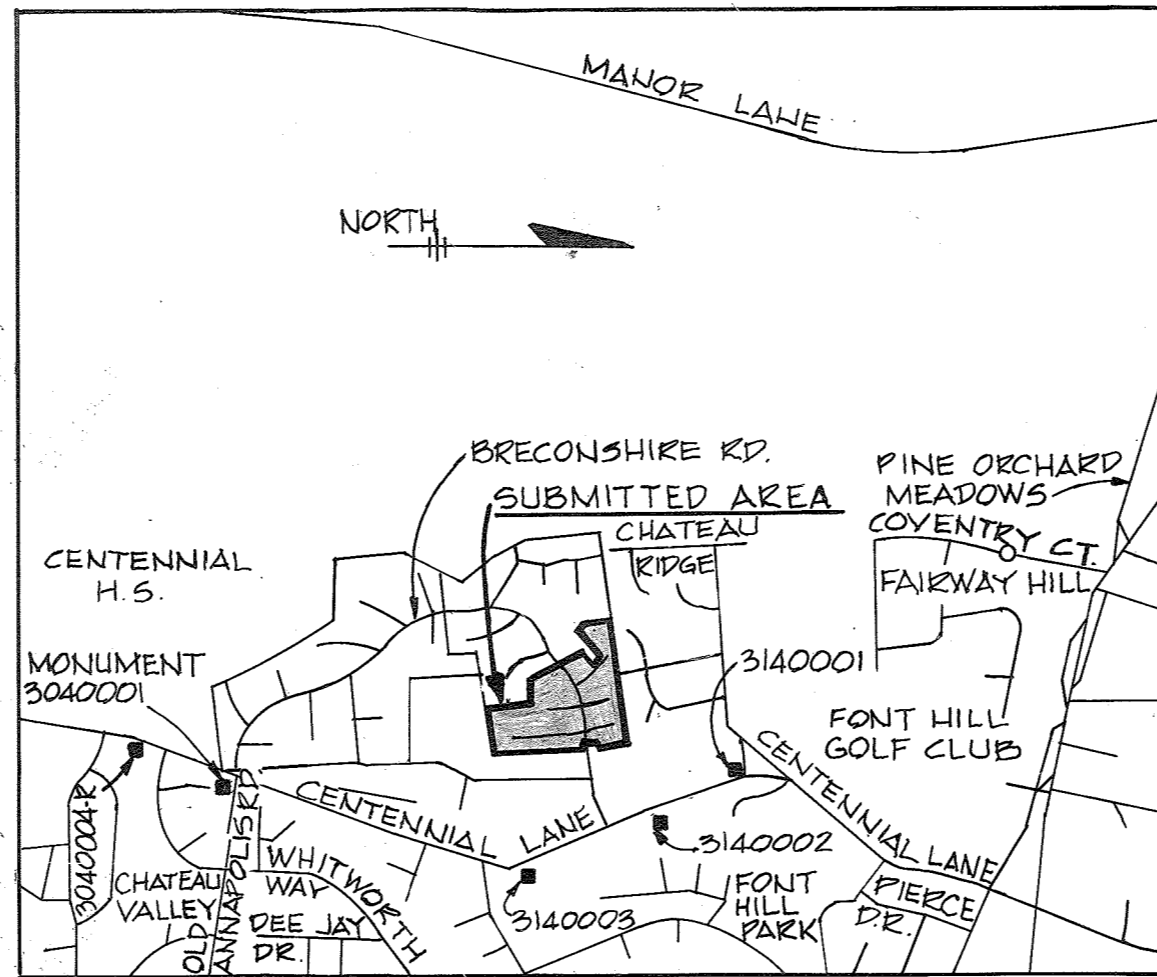 MANOR LANE
NORTH
BRECONSHIRE RD.
SUBMITTED AREA
PINE ORCHARD
MEADOWS
COVENTRY CT.
CHATEAU
RIDGE
FAIRWAY HILL
CENTENNIAL
H.S.
MONUMENT
3040001
3140001
FONT HILL
GOLF CLUB
CENTENNIAL LANE
CENTENNIAL LANE
3040004-R
OLD
ANNAPOLIS RD.
WHITWORTH
WAY
CHATEAU
VALLEY
DEE JAY
DR.
3140002
3140003
FONT
HILL
PARK
PIERCE
D.R.